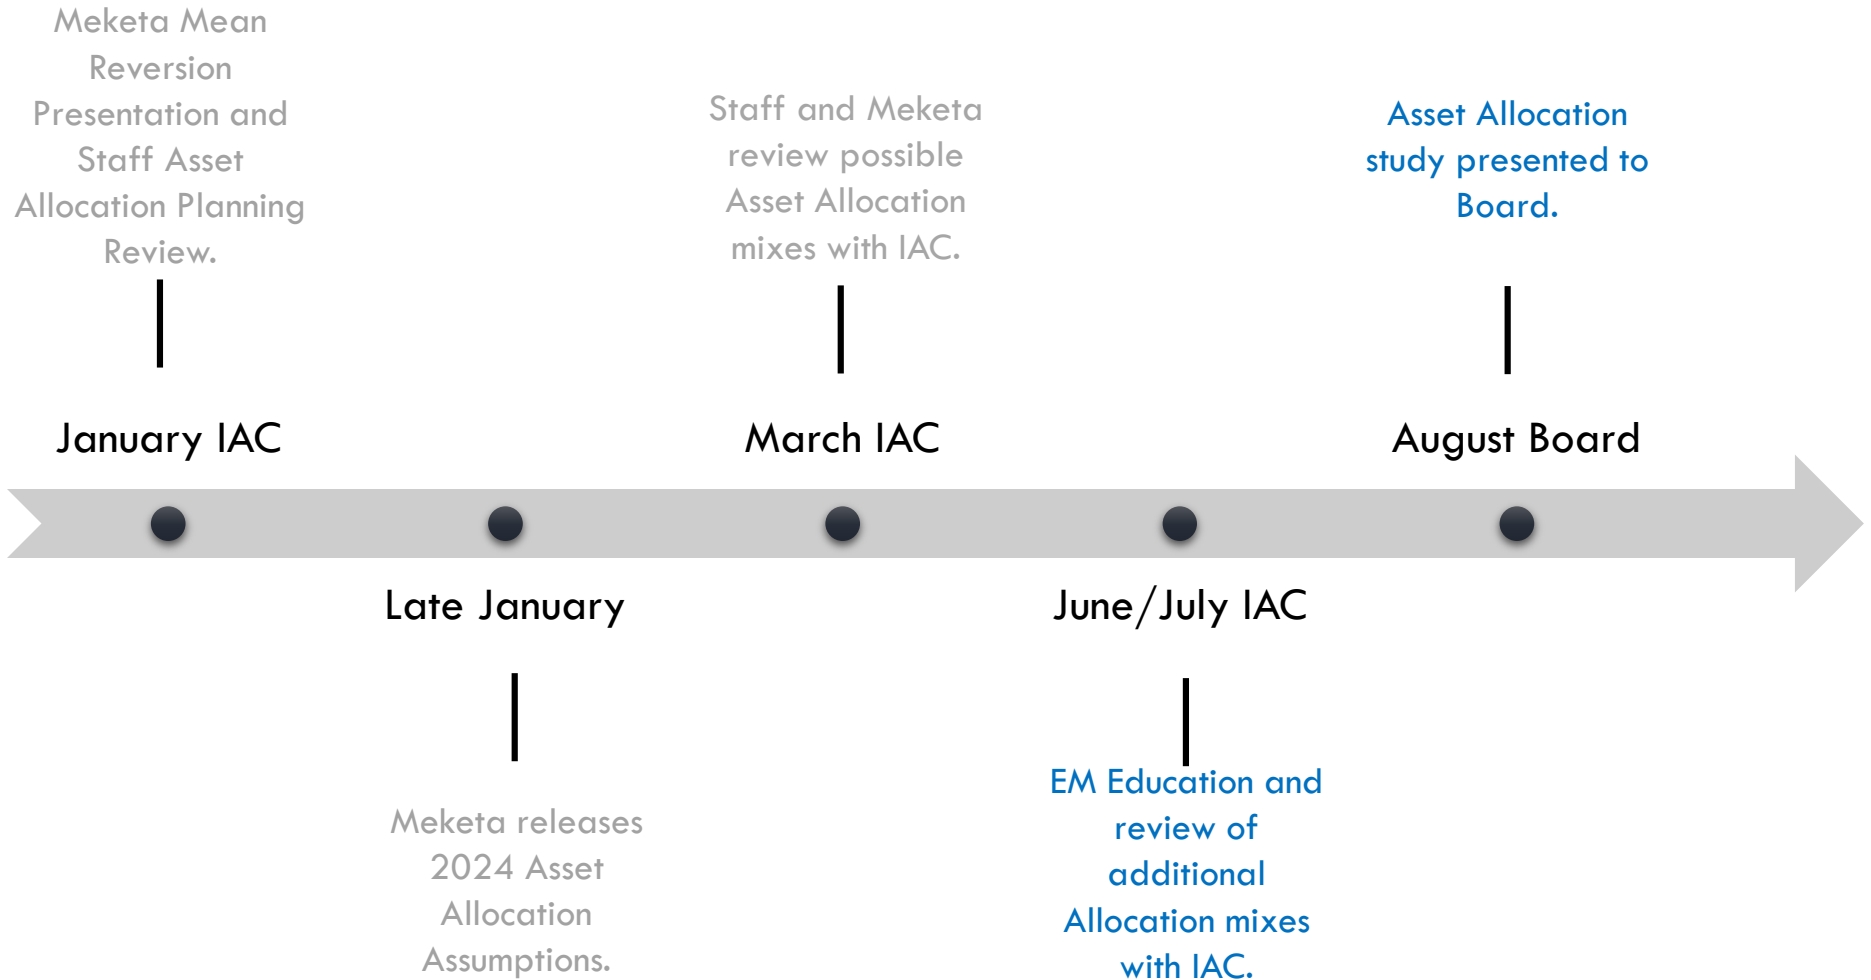 Meketa Mean
Reversion
Presentation and
Staff Asset
Allocation Planning
Review.
January IAC
Late January
Meketa releases
2024 Asset
Allocation
Assumptions.
Staff and Meketa
review possible
Asset Allocation
mixes with IAC.
March IAC
June/July IAC
EM Education and
review of
additional
Allocation mixes
with IAC.
Asset Allocation
study presented to
Board.
August Board